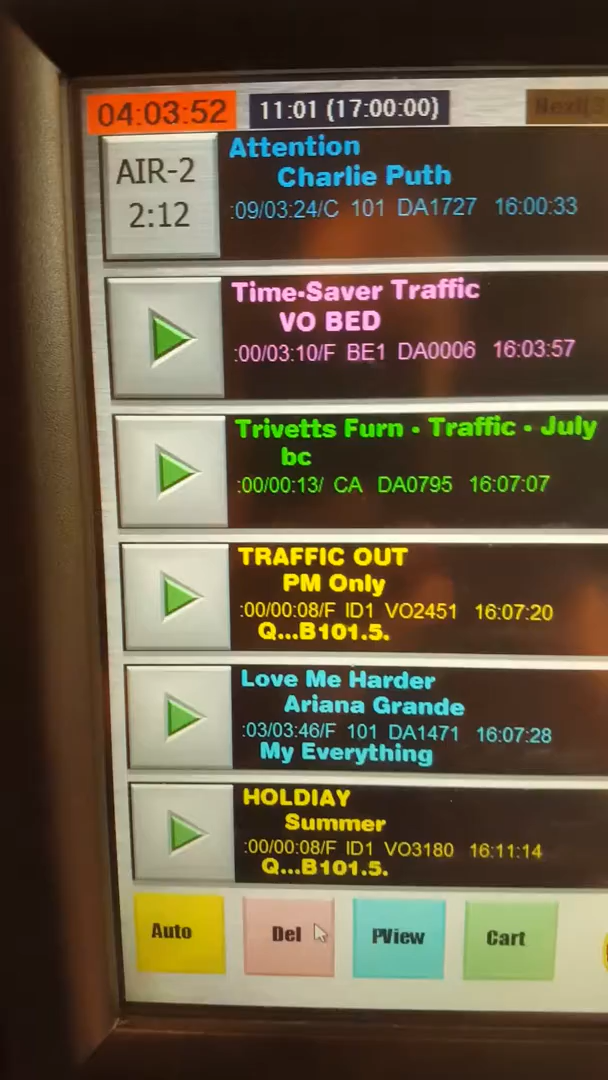 04:03:52 11:01 (17:00:00) Next
AIR-2
2:12
Attention
Charlie Puth
:09/03:24/C 101 DA1727 16:00:33
Time-Saver Traffic
VO BED
:00/03:10/F BE1 DA0006 16:03:57
Trivetts Furn - Traffic - July
bc
:00/00:13/ CA DA0795 16:07:07
TRAFFIC OUT
PM Only
:00/00:08/F ID1 VO2451 16:07:20
Q...B101.5.
Love Me Harder
Ariana Grande
:03/03:46/F 101 DA1471 16:07:28
My Everything
HOLDIAY
Summer
:00/00:08/F ID1 VO3180 16:11:14
Q...B101.5.
Auto Del PView Cart